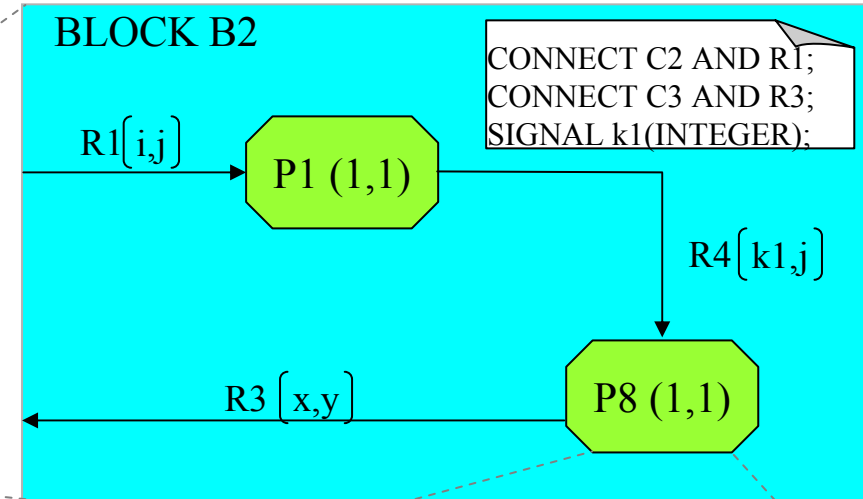 BLOCK B2
CONNECT C2 AND R1;
CONNECT C3 AND R3;
SIGNAL k1(INTEGER);
R1[i,j]
P1 (1,1)
R4[k1,j]
R3 [x,y]
P8 (1,1)